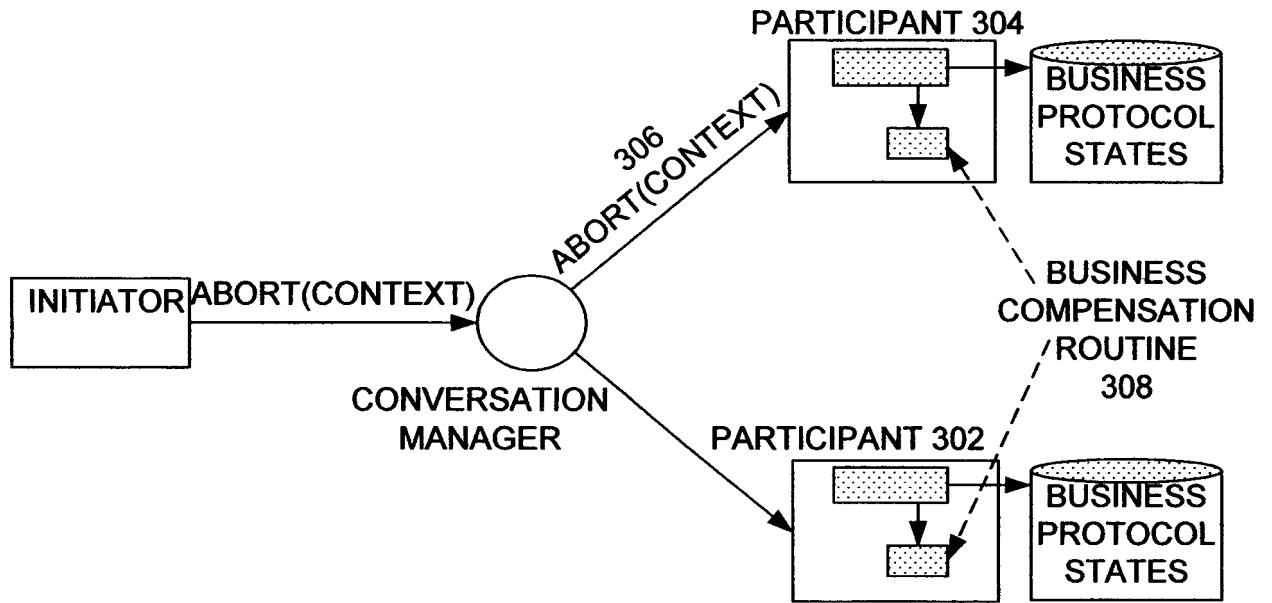 PARTICIPANT 304
BUSINESS
PROTOCOL
STATES
306
ABORT(CONTEXT)
INITIATOR
ABORT(CONTEXT)
CONVERSATION
MANAGER
BUSINESS
COMPENSATION
ROUTINE
308
PARTICIPANT 302
BUSINESS
PROTOCOL
STATES